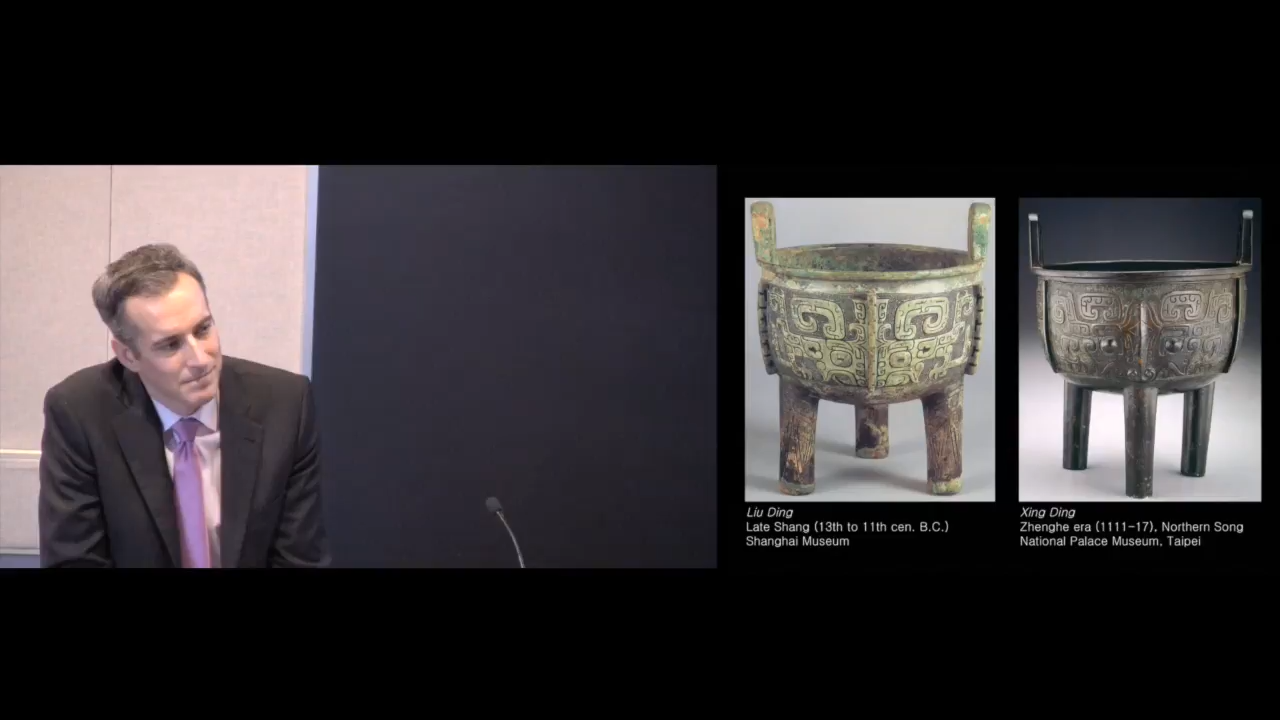 Liu Ding
Late Shang (13th to 11th cen. B.C.)
Shanghai Museum
Xing Ding
Zhenghe era (1111-17), Northern Song
National Palace Museum, Taipei